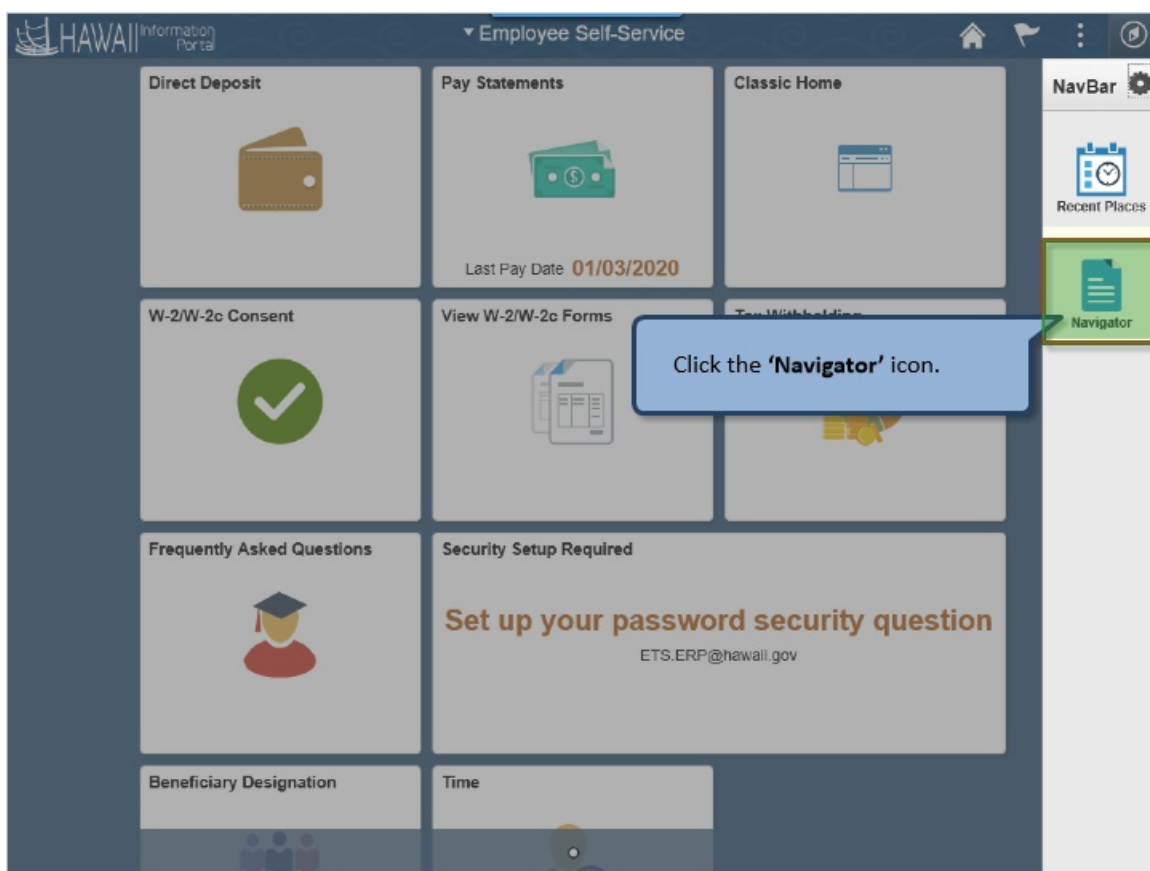 HAWAII Information
Portal
Employee Self-Service
NavBar
Direct Deposit
Pay Statements
Classic Home
Recent Places
Last Pay Date 01/03/2020
Navigator
W-2/W-2c Consent
View W-2/W-2c Forms
Tax Withholding
Click the ‘Navigator’ icon.
Frequently Asked Questions
Security Setup Required
Set up your password security question
ETS.ERP@hawaii.gov
Beneficiary Designation
Time